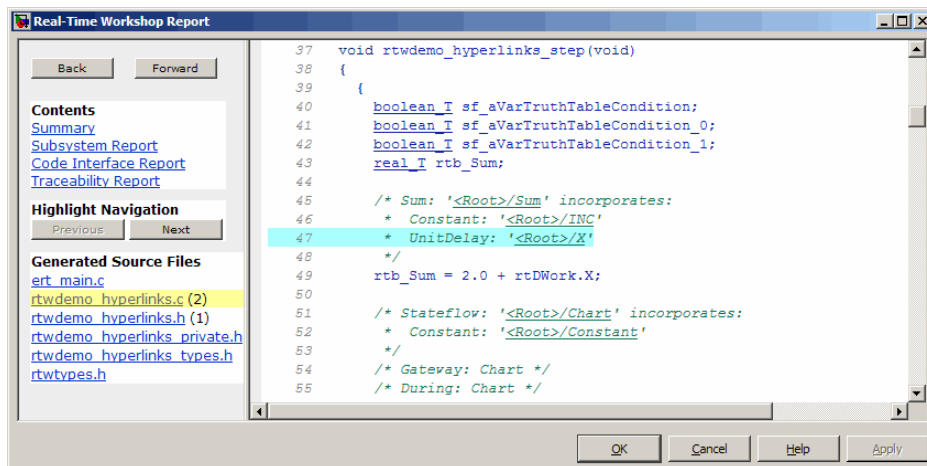 Real-Time Workshop Report
Back Forward
Contents
Summary
Subsystem Report
Code Interface Report
Traceability Report
Highlight Navigation
Previous Next
Generated Source Files
ert_main.c
rtwdemo_hyperlinks.c (2)
rtwdemo_hyperlinks.h (1)
rtwdemo_hyperlinks_private.h
rtwdemo_hyperlinks_types.h
rtwtypes.h
37 void rtwdemo_hyperlinks_step(void)
38 {
39 {
40 boolean_T sf_aVarTruthTableCondition;
41 boolean_T sf_aVarTruthTableCondition_0;
42 boolean_T sf_aVarTruthTableCondition_1;
43 real_T rtb_Sum;
44
45 /* Sum: '<Root>/Sum' incorporates:
46 * Constant: '<Root>/INC'
47 * UnitDelay: '<Root>/X'
48 */
49 rtb_Sum = 2.0 + rtDWork.X;
50
51 /* Stateflow: '<Root>/Chart' incorporates:
52 * Constant: '<Root>/Constant'
53 */
54 /* Gateway: Chart */
55 /* During: Chart */
OK Cancel Help Apply